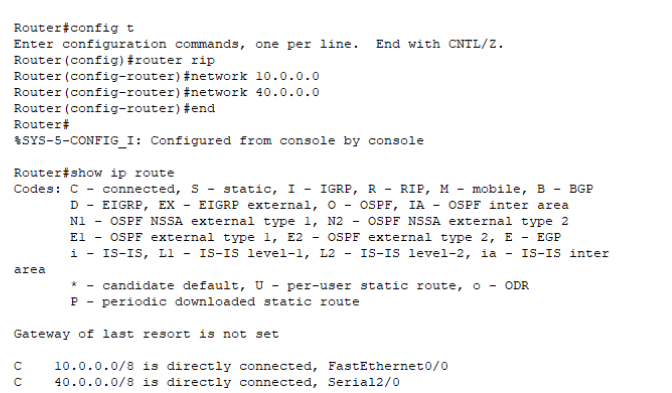 Router#config t
Enter configuration commands, one per line.  End with CNTL/Z.
Router(config)#router rip
Router(config-router)#network 10.0.0.0
Router(config-router)#network 40.0.0.0
Router(config-router)#end
Router#
%SYS-5-CONFIG_I: Configured from console by console

Router#show ip route
Codes: C - connected, S - static, I - IGRP, R - RIP, M - mobile, B - BGP
       D - EIGRP, EX - EIGRP external, O - OSPF, IA - OSPF inter area
       N1 - OSPF NSSA external type 1, N2 - OSPF NSSA external type 2
       E1 - OSPF external type 1, E2 - OSPF external type 2, E - EGP
       i - IS-IS, L1 - IS-IS level-1, L2 - IS-IS level-2, ia - IS-IS inter
area
       * - candidate default, U - per-user static route, o - ODR
       P - periodic downloaded static route

Gateway of last resort is not set

C    10.0.0.0/8 is directly connected, FastEthernet0/0
C    40.0.0.0/8 is directly connected, Serial2/0